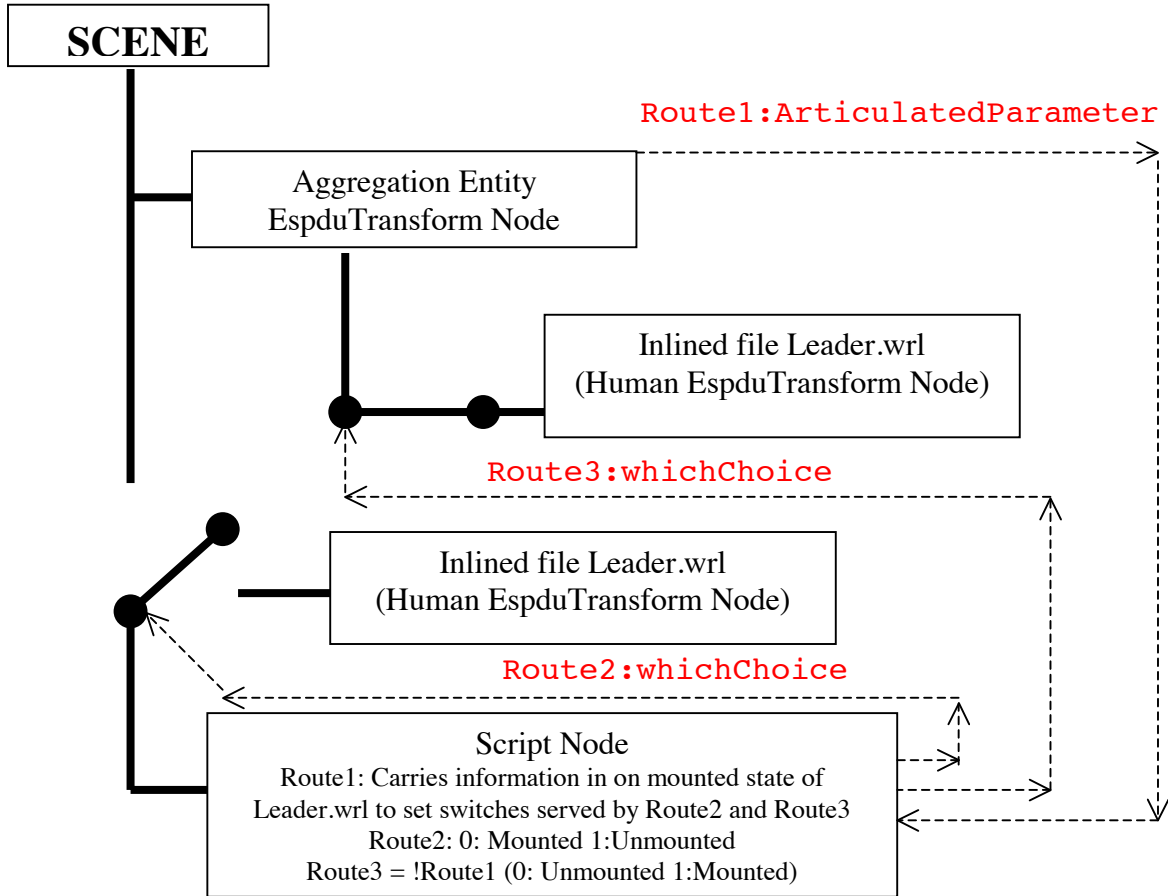 SCENE
Route1:ArticulatedParameter
Aggregation Entity
EspduTransform Node
Inlined file Leader.wrl
(Human EspduTransform Node)
Route3:whichChoice
Inlined file Leader.wrl
(Human EspduTransform Node)
Route2:whichChoice
Script Node
Route1: Carries information in on mounted state of
Leader.wrl to set switches served by Route2 and Route3
Route2: 0: Mounted 1:Unmounted
Route3 = !Route1 (0: Unmounted 1:Mounted)